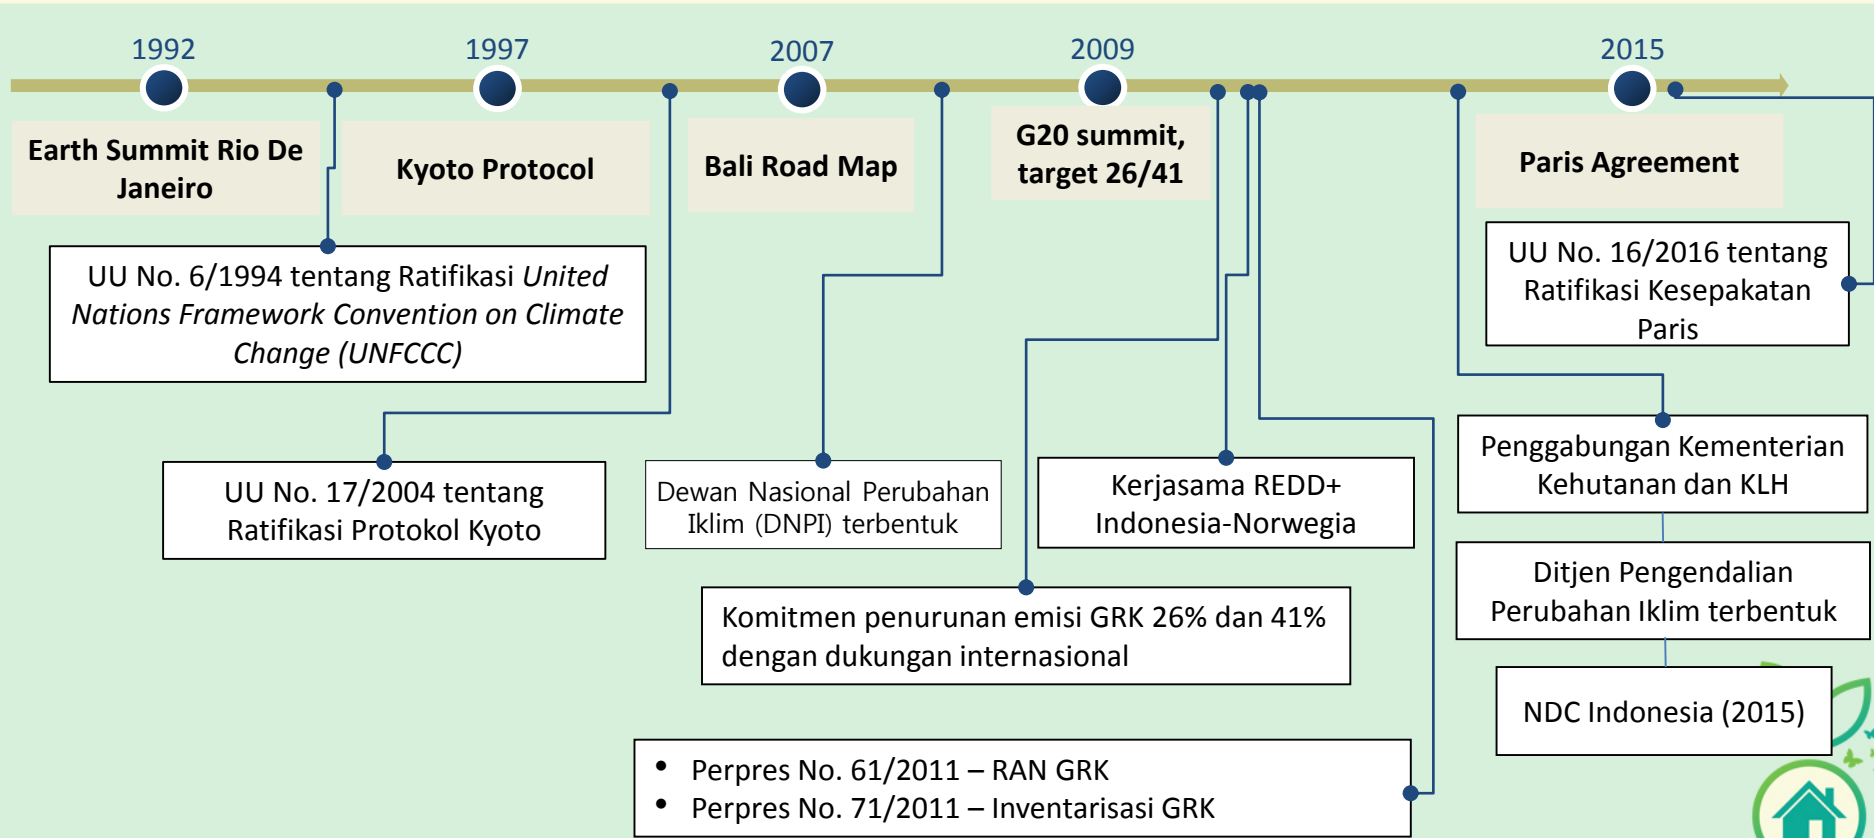 1992
1997
2007
2009
2015
Earth Summit Rio De
Janeiro
Kyoto Protocol
Bali Road Map
G20 summit,
target 26/41
Paris Agreement
UU No. 6/1994 tentang Ratifikasi United
Nations Framework Convention on Climate
Change (UNFCCC)
UU No. 16/2016 tentang
Ratifikasi Kesepakatan
Paris
UU No. 17/2004 tentang
Ratifikasi Protokol Kyoto
Dewan Nasional Perubahan
Iklim (DNPI) terbentuk
Kerjasama REDD+
Indonesia-Norwegia
Penggabungan Kementerian
Kehutanan dan KLH
Ditjen Pengendalian
Perubahan Iklim terbentuk
Komitmen penurunan emisi GRK 26% dan 41%
dengan dukungan internasional
NDC Indonesia (2015)
• Perpres No. 61/2011 – RAN GRK
• Perpres No. 71/2011 – Inventarisasi GRK